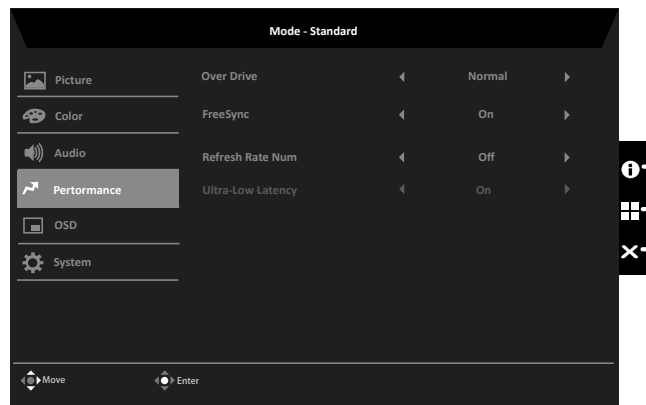 Mode - Standard
Picture
Over Drive Normal
Color
FreeSync On
Audio
Refresh Rate Num Off
Pertormance
Ultra-Low Latency On
OSD
System
Move Enter